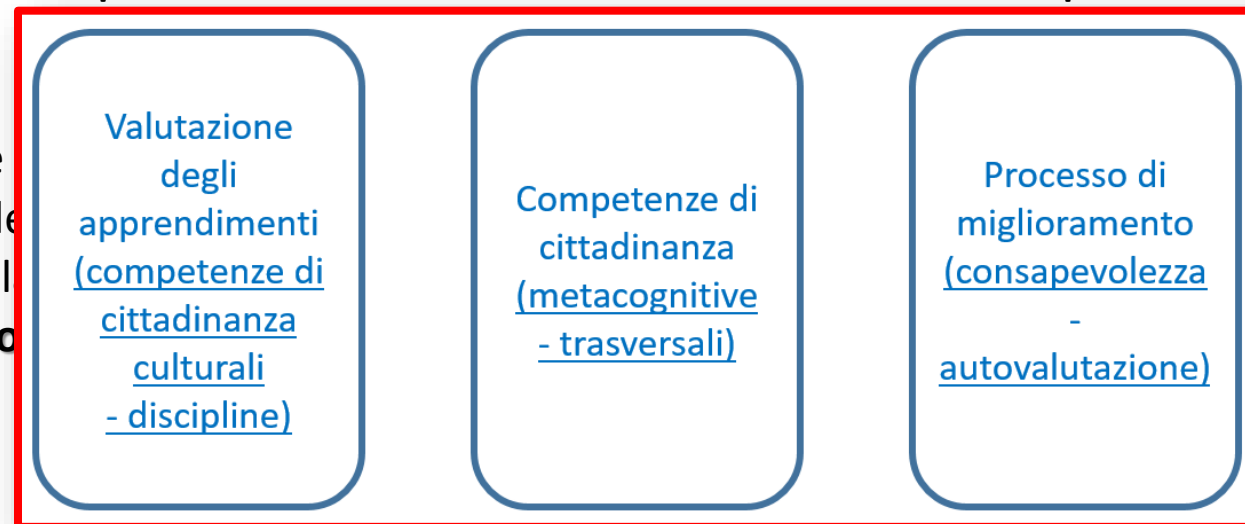 Valutazione
degli
apprendimenti
(competenze di
cittadinanza
culturali
- discipline)
Competenze di
cittadinanza
(metacognitive
- trasversali)
Processo di
miglioramento
(consapevolezza
-
autovalutazione)